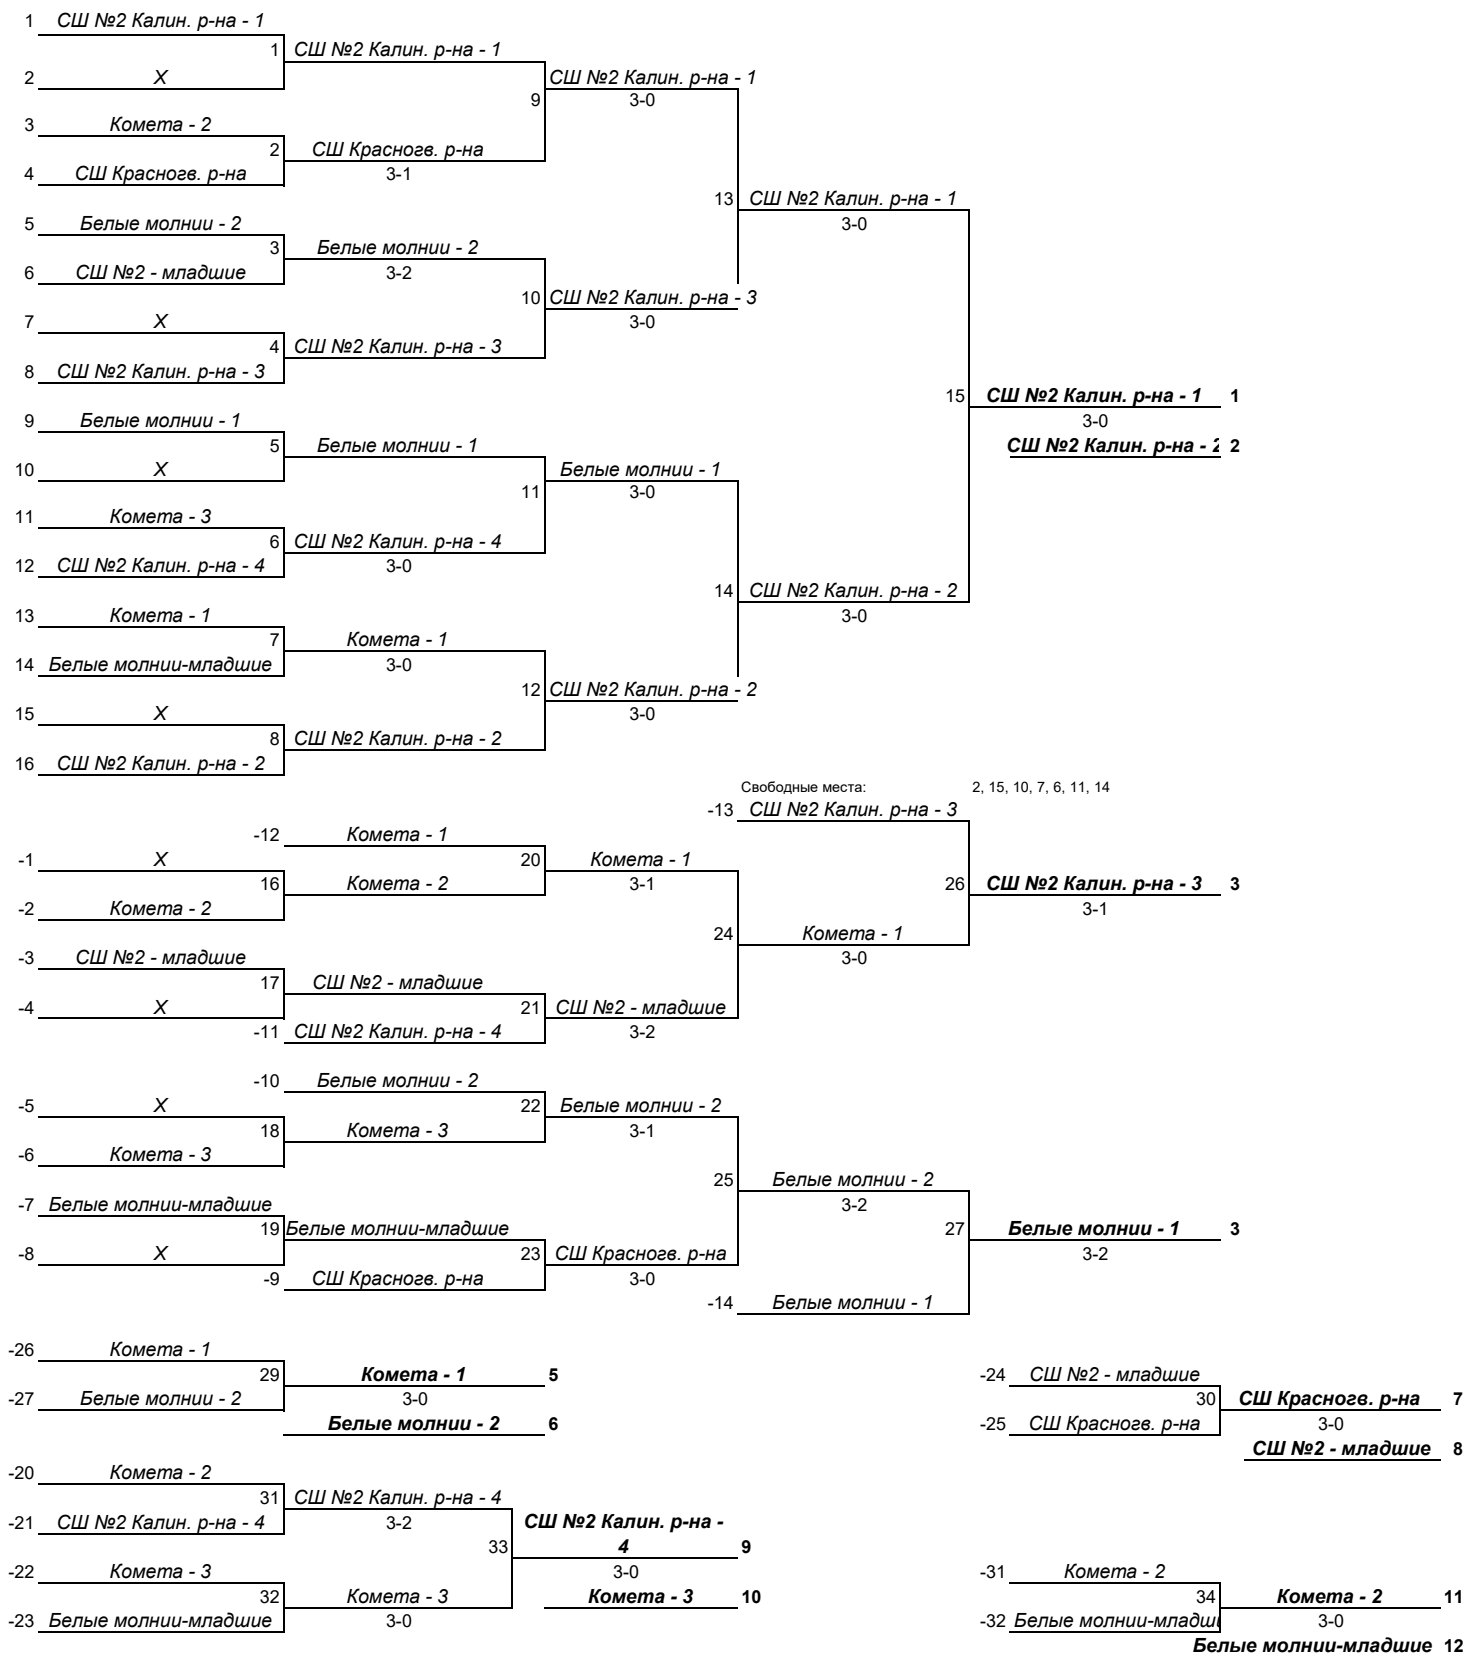 1 СШ №2 Калин. р-на - 1
1 СШ №2 Калин. р-на - 1
2 X
СШ №2 Калин. р-на - 1
9 3-0
3 Комета - 2
2 СШ Красногв. р-на
4 СШ Красногв. р-на
3-1
13 СШ №2 Калин. р-на - 1
3-0
5 Белые молнии - 2
3 Белые молнии - 2
6 СШ №2 - младшие
3-2
10 СШ №2 Калин. р-на - 3
3-0
7 X
4 СШ №2 Калин. р-на - 3
8 СШ №2 Калин. р-на - 3
15 СШ №2 Калин. р-на - 1 1
3-0
СШ №2 Калин. р-на - 2 2
9 Белые молнии - 1
5 Белые молнии - 1
10 X
Белые молнии - 1
11 3-0
11 Комета - 3
6 СШ №2 Калин. р-на - 4
12 СШ №2 Калин. р-на - 4
3-0
14 СШ №2 Калин. р-на - 2
3-0
13 Комета - 1
7 Комета - 1
14 Белые молнии-младшие
3-0
12 СШ №2 Калин. р-на - 2
3-0
15 X
8 СШ №2 Калин. р-на - 2
16 СШ №2 Калин. р-на - 2
Свободные места: 2, 15, 10, 7, 6, 11, 14
-13 СШ №2 Калин. р-на - 3
-12 Комета - 1
-1 X
20 Комета - 1
3-1
16 Комета - 2
-2 Комета - 2
26 СШ №2 Калин. р-на - 3 3
3-1
24 Комета - 1
3-0
-3 СШ №2 - младшие
17 СШ №2 - младшие
-4 X
21 СШ №2 - младшие
3-2
-11 СШ №2 Калин. р-на - 4
-10 Белые молнии - 2
-5 X
22 Белые молнии - 2
3-1
18 Комета - 3
-6 Комета - 3
25 Белые молнии - 2
3-2
-7 Белые молнии-младшие
19 Белые молнии-младшие
-8 X
23 СШ Красногв. р-на
3-0
-9 СШ Красногв. р-на
27 Белые молнии - 1 3
3-2
-14 Белые молнии - 1
-26 Комета - 1
29 Комета - 1 5
-27 Белые молнии - 2
3-0
Белые молнии - 2 6
-24 СШ №2 - младшие
30 СШ Красногв. р-на 7
-25 СШ Красногв. р-на
3-0
СШ №2 - младшие 8
-20 Комета - 2
31 СШ №2 Калин. р-на - 4
-21 СШ №2 Калин. р-на - 4
3-2
33 СШ №2 Калин. р-на -
4 9
3-0
Комета - 3 10
-22 Комета - 3
32 Комета - 3
-23 Белые молнии-младшие
3-0
-31 Комета - 2
34 Комета - 2 11
-32 Белые молнии-младш
3-0
Белые молнии-младшие 12